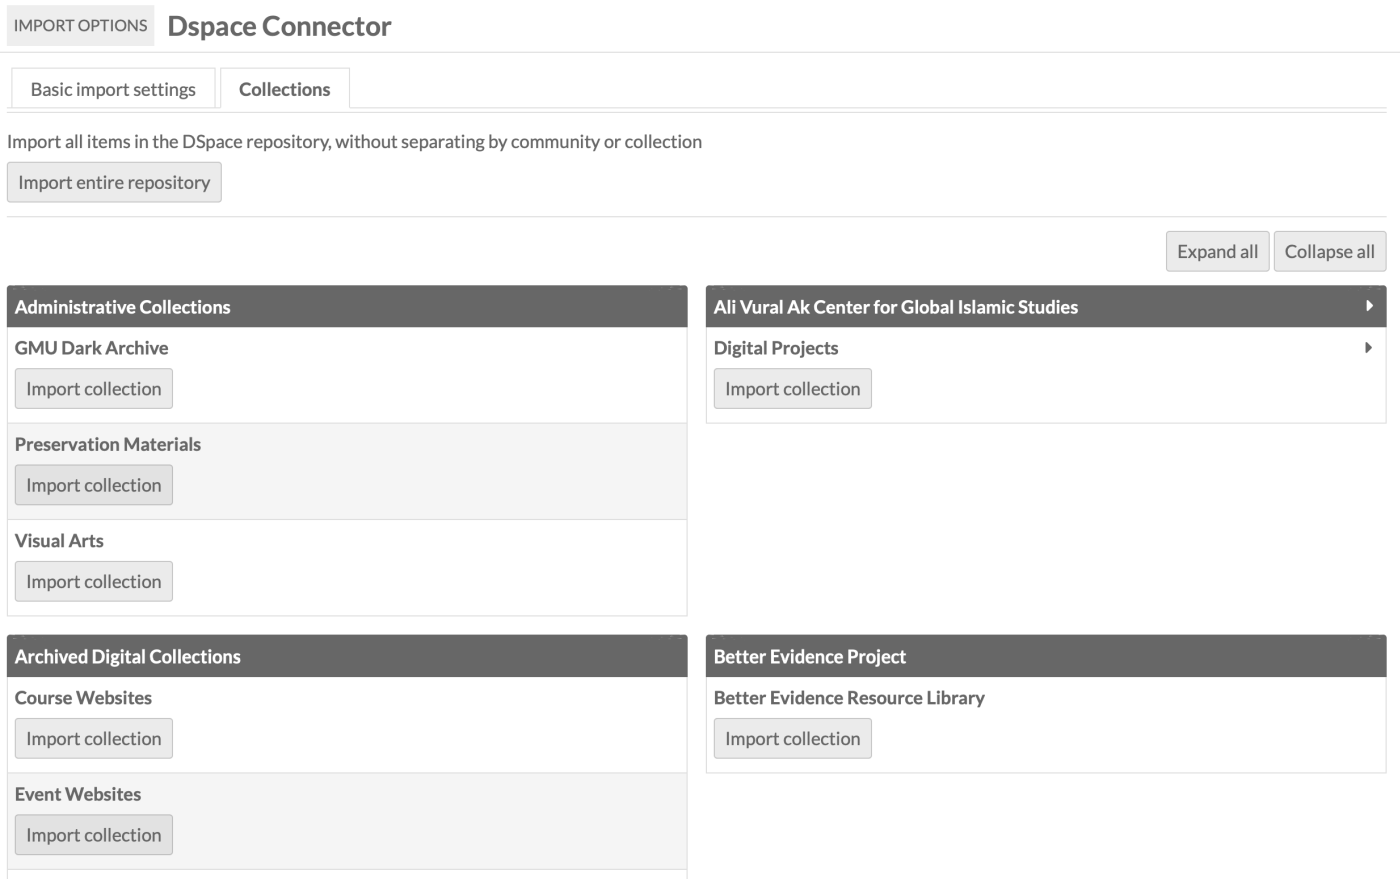 IMPORT OPTIONS Dspace Connector
Basic import settings Collections
Import all items in the DSpace repository, without separating by community or collection
Import entire repository
Expand all Collapse all
Administrative Collections
GMU Dark Archive
Import collection
Preservation Materials
Import collection
Visual Arts
Import collection
Ali Vural Ak Center for Global Islamic Studies
Digital Projects
Import collection
Archived Digital Collections
Course Websites
Import collection
Event Websites
Import collection
Better Evidence Project
Better Evidence Resource Library
Import collection